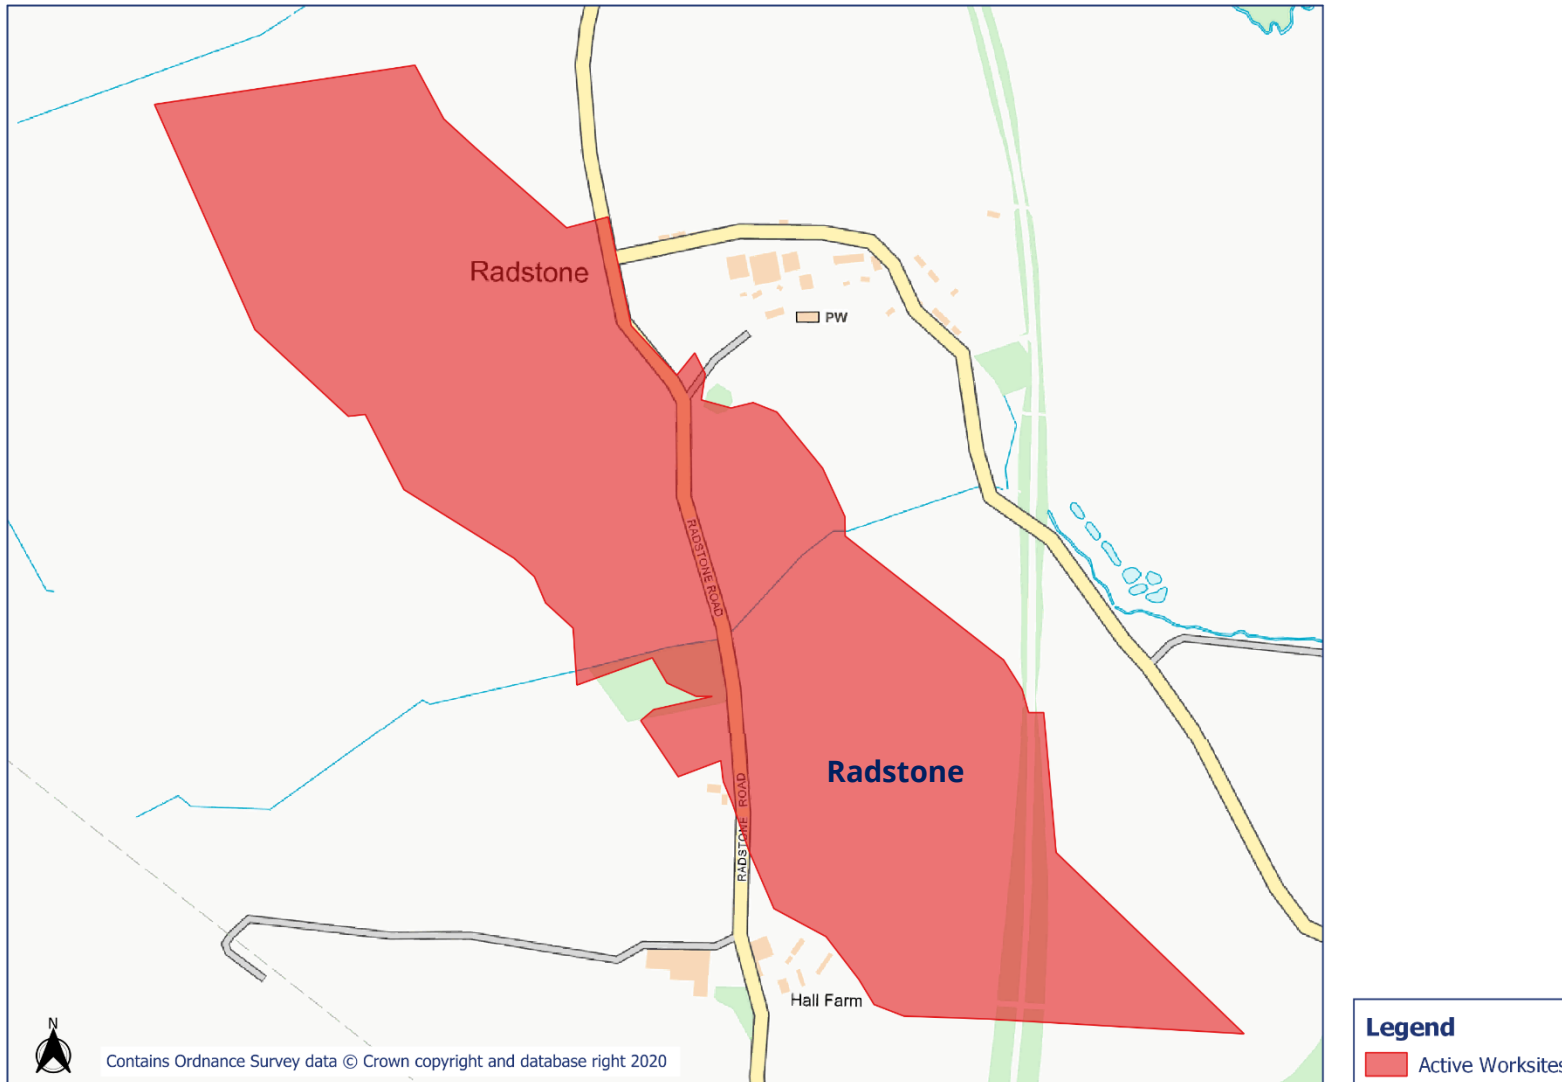 Radstone
PW
RADSTONE ROAD
Radstone
RADSTONE ROAD
Hall Farm
N
Contains Ordnance Survey data © Crown copyright and database right 2020
Legend
Active Worksites